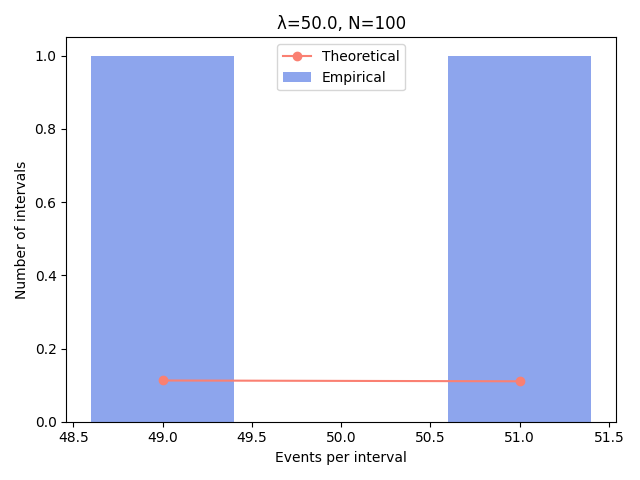 λ=50.0, N=100
Theoretical
Empirical
Number of intervals
1.0
0.8
0.6
0.4
0.2
0.0
48.5 49.0 49.5 50.0 50.5 51.0 51.5
Events per interval